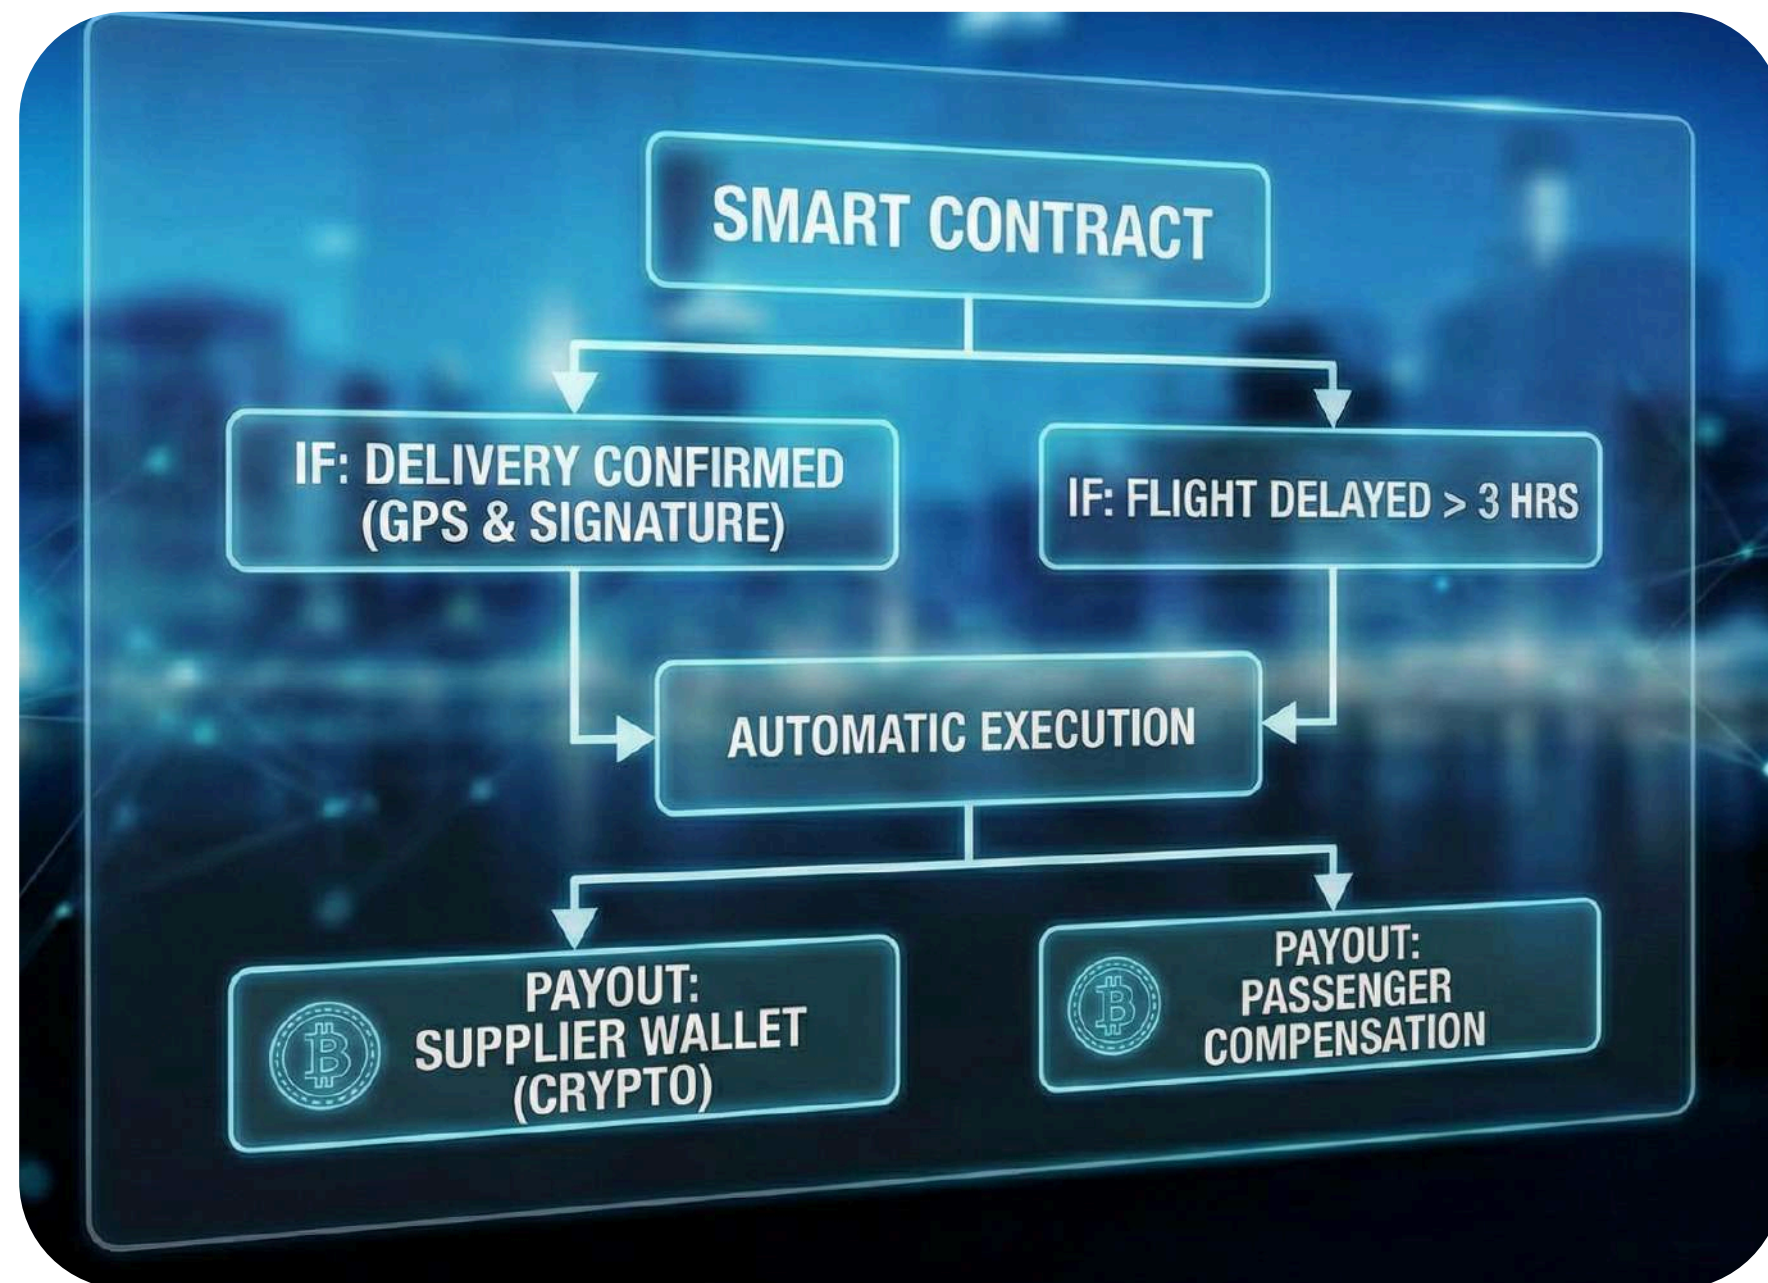 SMART CONTRACT
IF: DELIVERY CONFIRMED
(GPS & SIGNATURE)
IF: FLIGHT DELAYED > 3 HRS
AUTOMATIC EXECUTION
PAYOUT:
SUPPLIER WALLET
(CRYPTO)
PAYOUT:
PASSENGER
COMPENSATION